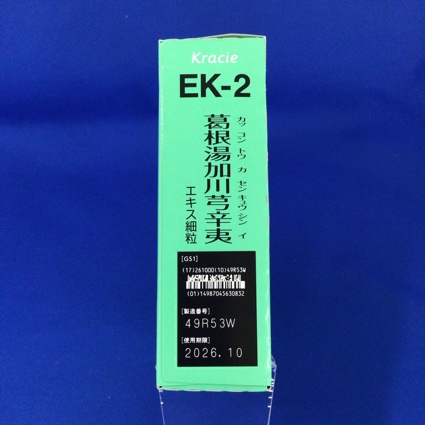 Kracie
EK-2
葛根湯加川芎辛夷
カッコントウカセンキュウシンイ
エキス細粒
[GS1]
(17)261000(10)49R53W
(01)14987045630832
[製造番号]
49R53W
[使用期限]
2026.10